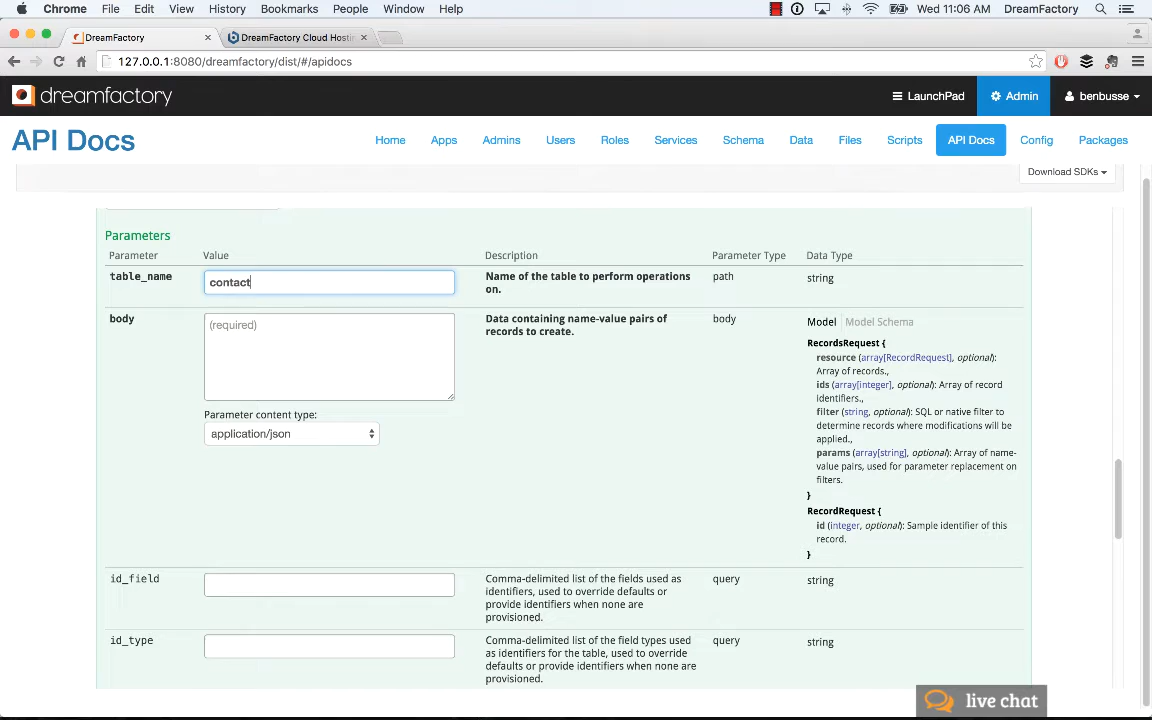 Chrome File Edit View History Bookmarks People Window Help Wed 11:06 AM DreamFactory
DreamFactory DreamFactory Cloud Hosti
127.0.0.1:8080/dreamfactory/dist/#/apidocs
dreamfactory LaunchPad Admin benbusse
API Docs Home Apps Admins Users Roles Services Schema Data Files Scripts API Docs Config Packages
Download SDKs
Parameters
Parameter Value Description Parameter Type Data Type
table_name contact Name of the table to perform operations on. path string
body (required) Data containing name-value pairs of records to create. body
Model Model Schema
RecordsRequest {
resource (array[RecordRequest], optional):
Array of records.,
ids (array[integer], optional): Array of record
identifiers.,
filter (string, optional): SQL or native filter to
determine records where modifications will be
applied.,
params (array[string], optional): Array of name-
value pairs, used for parameter replacement on
filters.
}
RecordRequest {
id (integer, optional): Sample identifier of this
record.
}
Parameter content type:
application/json
id_field Comma-delimited list of the fields used as query string
identifiers, used to override defaults or
provide identifiers when none are
provisioned.
id_type Comma-delimited list of the field types used query string
as identifiers for the table, used to override
defaults or provide identifiers when none are
provisioned.
live chat